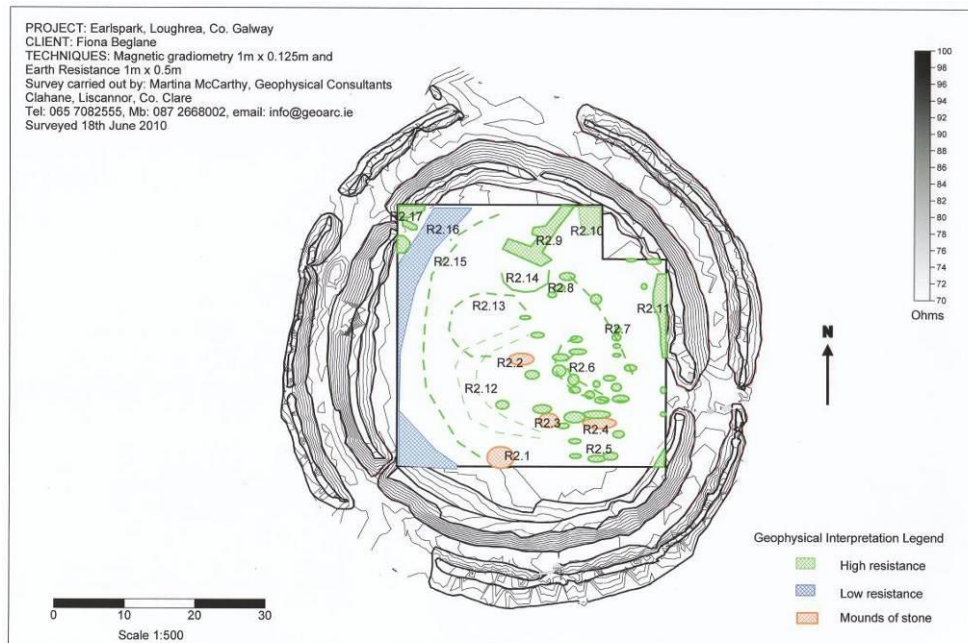 PROJECT: Earlspark, Loughrea, Co. Galway
CLIENT: Fiona Beglane
TECHNIQUES: Magnetic gradiometry 1m x 0.125m and
Earth Resistance 1m x 0.5m
Survey carried out by: Martina McCarthy, Geophysical Consultants
Clahane, Liscannor, Co. Clare
Tel: 065 7082555, Mb: 087 2668002, email: info@geoarc.ie
Surveyed 18th June 2010
100
98
96
94
92
90
88
86
84
82
80
78
76
74
72
70
Ohms
R2.17
R2.16
R2.15
R2.9
R2.10
R2.14
R2.8
R2.13
R2.11
R2.7
R2.2
R2.6
R2.12
R2.3
R2.4
R2.1
R2.5
N
Geophysical Interpretation Legend
High resistance
Low resistance
Mounds of stone
0 10 20 30
Scale 1:500